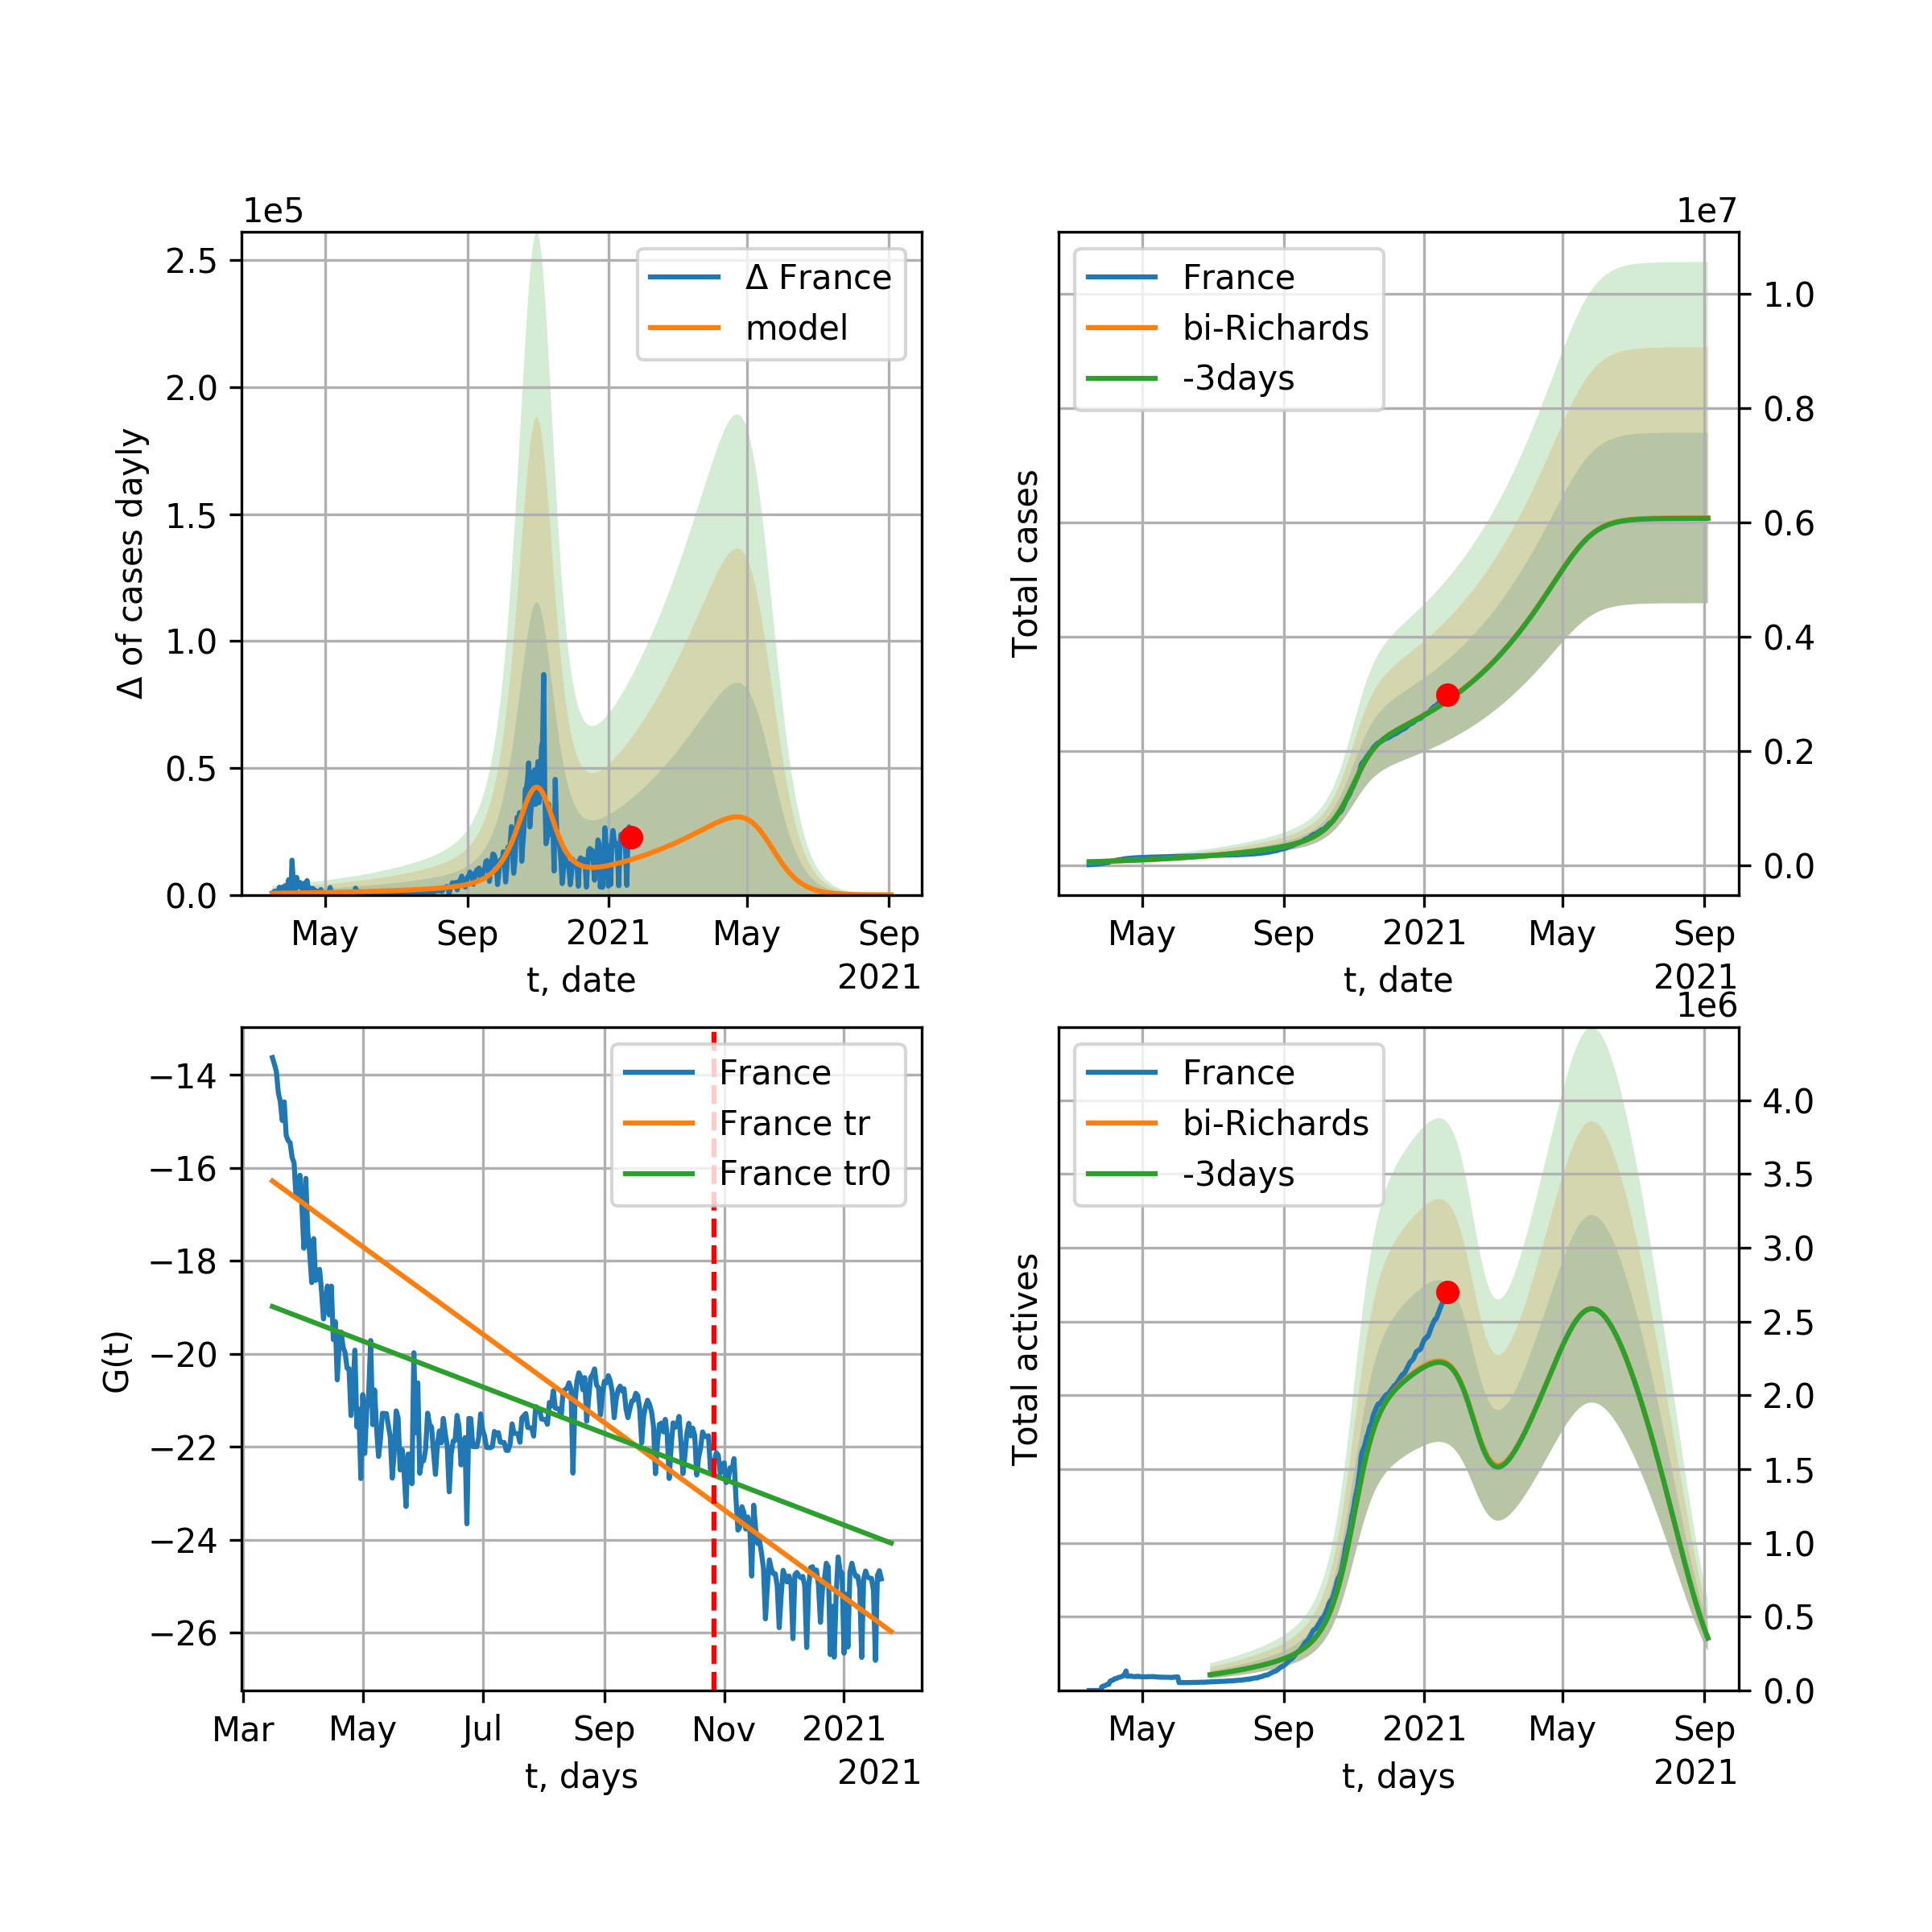 1e5
2.5
2.0
1.5
1.0
0.5
0.0
Δ of cases dayly
Δ France
model
May Sep 2021 May Sep
t, date
2021
1e7
France
bi-Richards
-3days
1.0
0.8
0.6
0.4
0.2
0.0
Total cases
May Sep 2021 May Sep
t, date
2021
−14
−16
−18
−20
−22
−24
−26
G(t)
France
France tr
France tr0
Mar May Jul Sep Nov 2021
t, days
2021
1e6
France
bi-Richards
-3days
4.0
3.5
3.0
2.5
2.0
1.5
1.0
0.5
0.0
Total actives
May Sep 2021 May Sep
t, days
2021